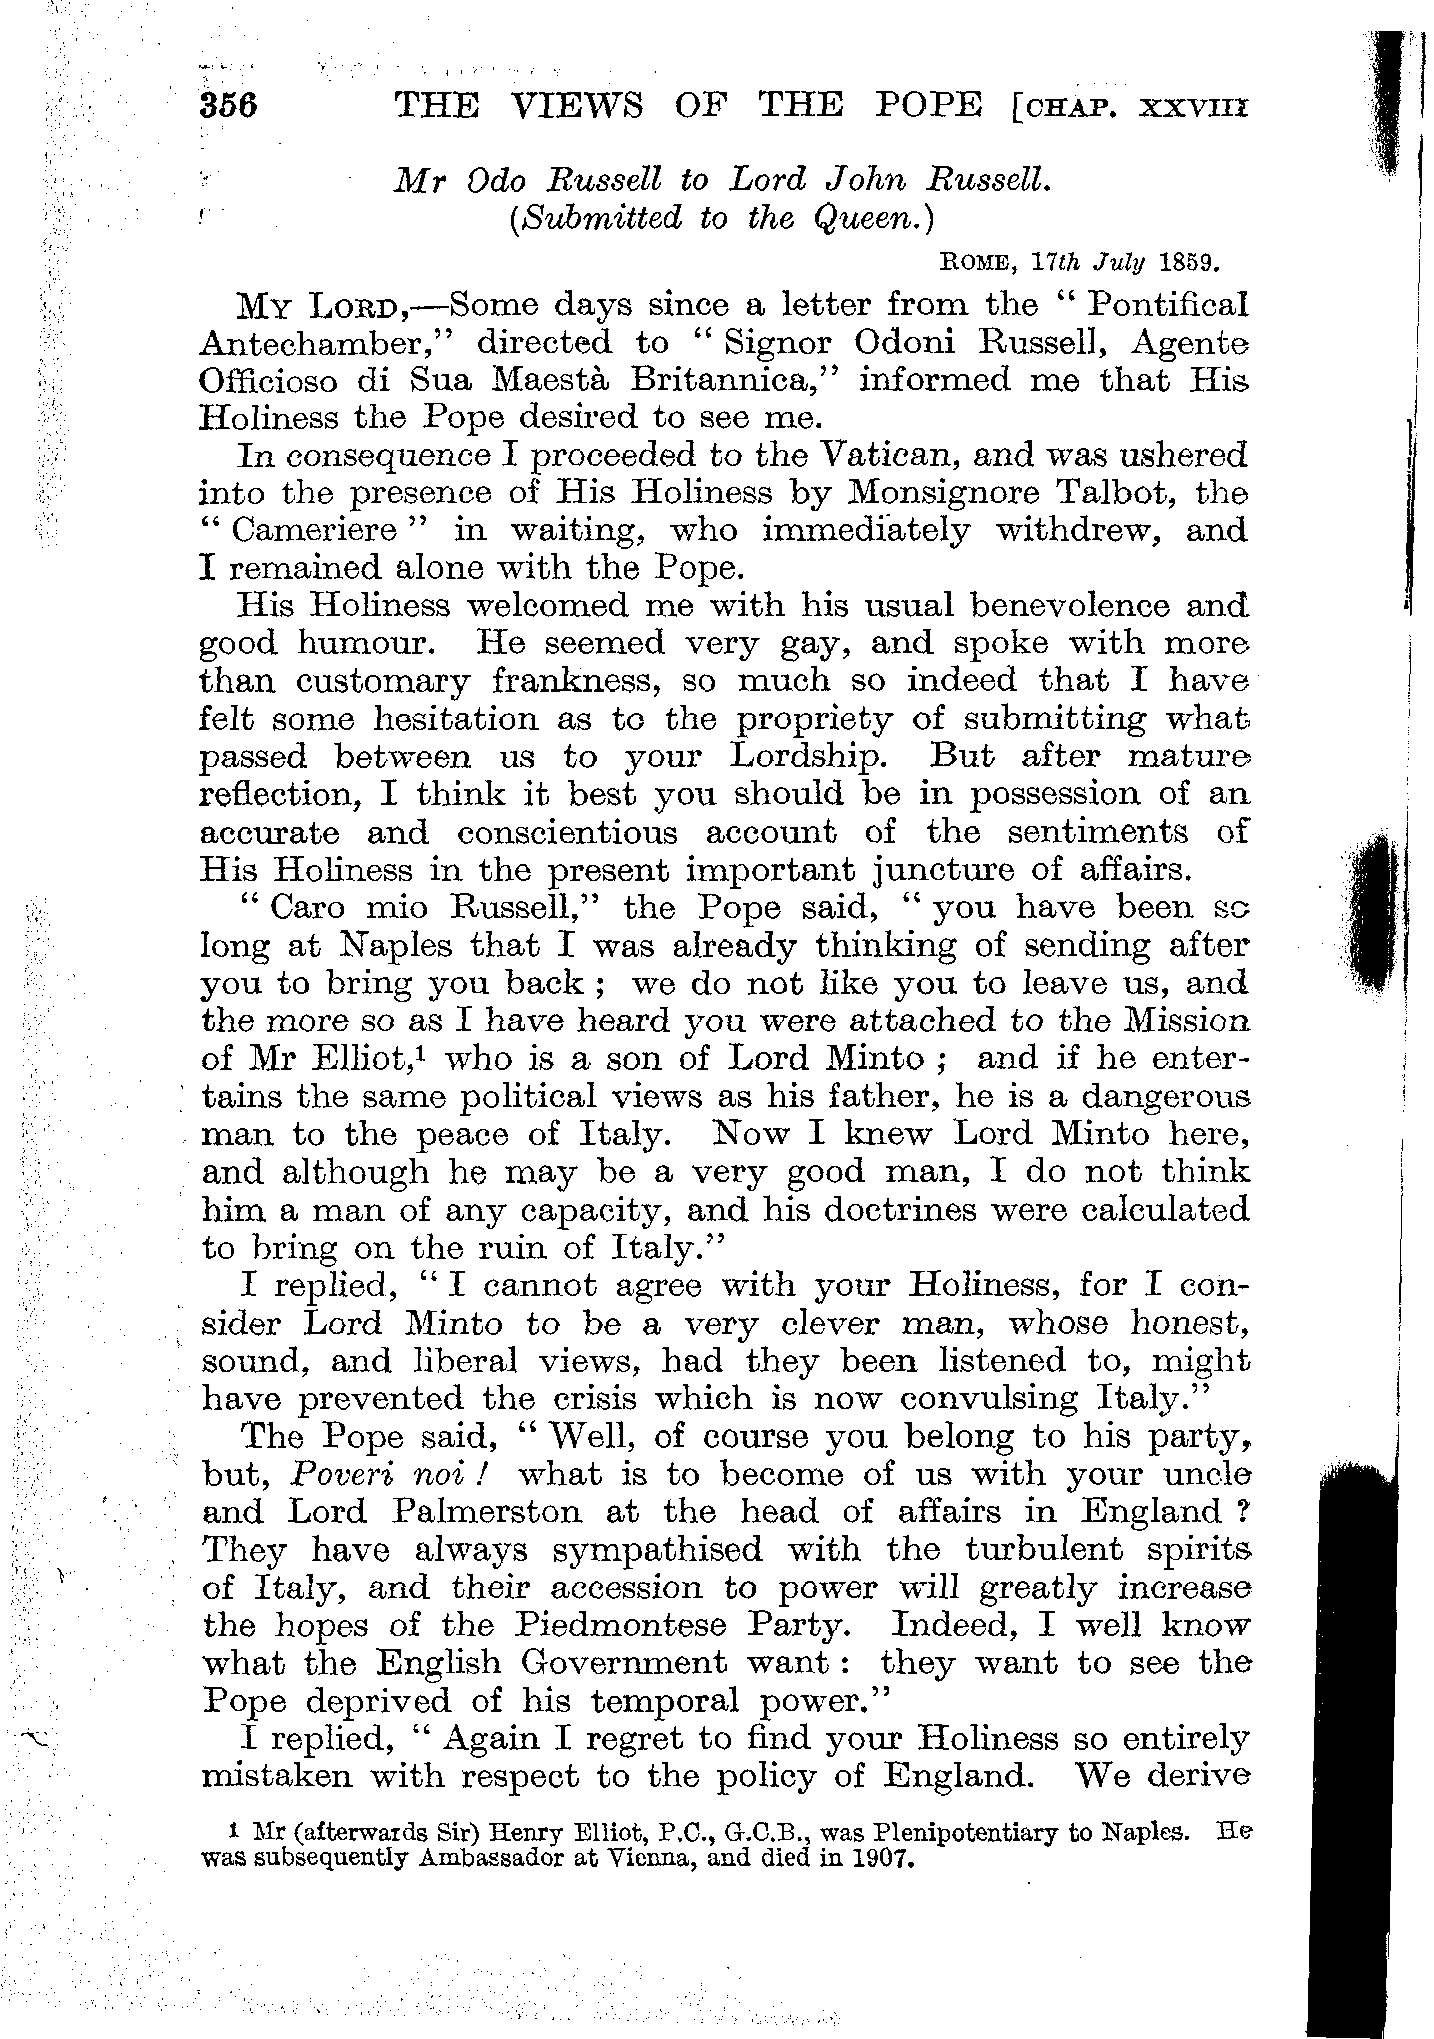 356 THE VIEWS OF THE POPE [CHAP. XXVIII
Mr Odo Russell to Lord John Russell.
(Submitted to the Queen.)
ROME, 17th July 1859.
MY LORD,—Some days since a letter from the “ Pontifical
Antechamber,” directed to “ Signor Odoni Russell, Agente
Officioso di Sua Maestà Britannica,” informed me that His
Holiness the Pope desired to see me.
In consequence I proceeded to the Vatican, and was ushered
into the presence of His Holiness by Monsignore Talbot, the
“ Cameriere ” in waiting, who immediately withdrew, and
I remained alone with the Pope.
His Holiness welcomed me with his usual benevolence and
good humour. He seemed very gay, and spoke with more
than customary frankness, so much so indeed that I have
felt some hesitation as to the propriety of submitting what
passed between us to your Lordship. But after mature
reflection, I think it best you should be in possession of an
accurate and conscientious account of the sentiments of
His Holiness in the present important juncture of affairs.
“ Caro mio Russell,” the Pope said, “ you have been so
long at Naples that I was already thinking of sending after
you to bring you back ; we do not like you to leave us, and
the more so as I have heard you were attached to the Mission
of Mr Elliot,¹ who is a son of Lord Minto ; and if he enter-
tains the same political views as his father, he is a dangerous
man to the peace of Italy. Now I knew Lord Minto here,
and although he may be a very good man, I do not think
him a man of any capacity, and his doctrines were calculated
to bring on the ruin of Italy.”
I replied, “ I cannot agree with your Holiness, for I con-
sider Lord Minto to be a very clever man, whose honest,
sound, and liberal views, had they been listened to, might
have prevented the crisis which is now convulsing Italy.”
The Pope said, “ Well, of course you belong to his party,
but, Poveri noi ! what is to become of us with your uncle
and Lord Palmerston at the head of affairs in England ?
They have always sympathised with the turbulent spirits
of Italy, and their accession to power will greatly increase
the hopes of the Piedmontese Party. Indeed, I well know
what the English Government want : they want to see the
Pope deprived of his temporal power.”
I replied, “ Again I regret to find your Holiness so entirely
mistaken with respect to the policy of England. We derive
1 Mr (afterwards Sir) Henry Elliot, P.C., G.C.B., was Plenipotentiary to Naples. He
was subsequently Ambassador at Vienna, and died in 1907.